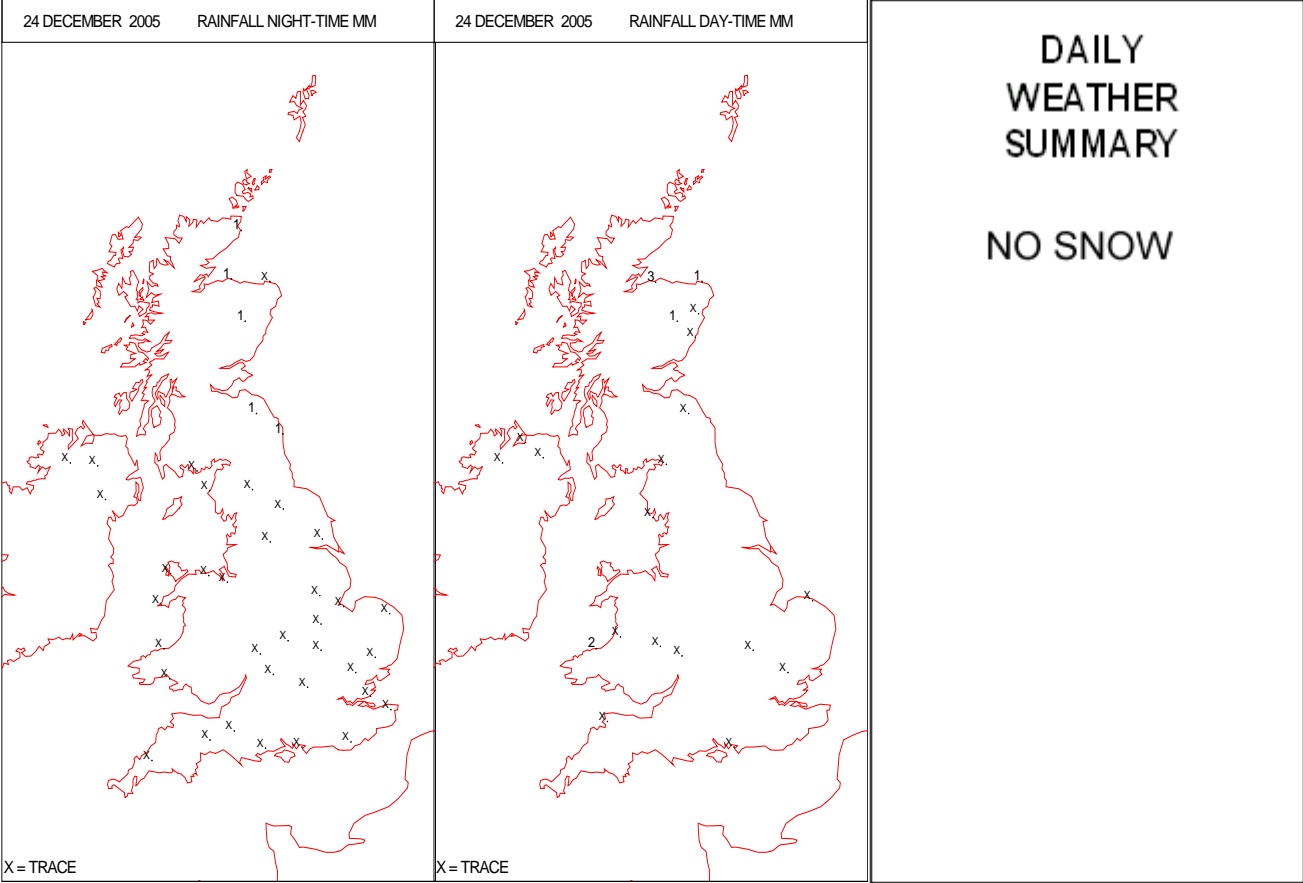 24 DECEMBER 2005 RAINFALL NIGHT-TIME MM
1.
1. X.
1.
1.
1.
X. X. X.
X. X.
X. X.
X. X.
X. X. X.
X. X. X. X.
X.
X. X. X.
X. X.
X. X. X.
X. X.
X.
X. X. X.
X. X.
X.
X = TRACE
24 DECEMBER 2005 RAINFALL DAY-TIME MM
3. 1.
1. X.
X.
X.
X.
X. X. X.
X.
X.
X.
2. X. X. X.
X.
X.
X.
X = TRACE
DAILY
WEATHER
SUMMARY
NO SNOW